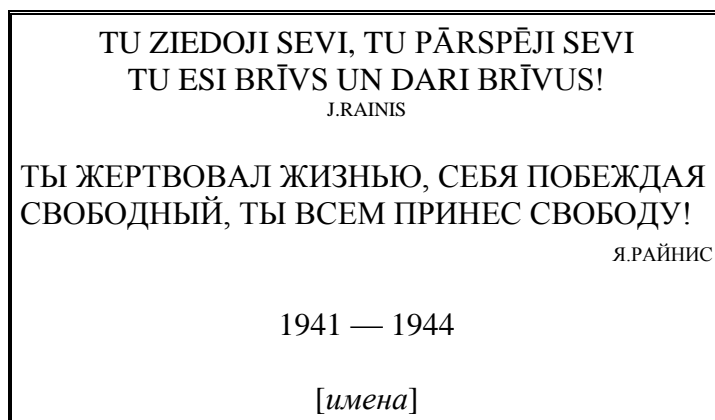 TU ZIEDOJI SEVI, TU PĀRSPĒJI SEVI
TU ESI BRĪVS UN DARI BRĪVUS!
J.RAINIS
ТЫ ЖЕРТВОВАЛ ЖИЗНЬЮ, СЕБЯ ПОБЕЖДАЯ
СВОБОДНЫЙ, ТЫ ВСЕМ ПРИНЕС СВОБОДУ!
Я.РАЙНИС
1941 — 1944
[имена]